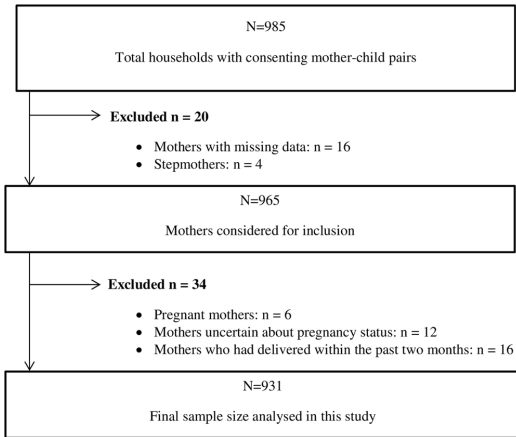 N=985
Total households with consenting mother-child pairs
Excluded n = 20
• Mothers with missing data: n = 16
• Stepmothers: n = 4
N=965
Mothers considered for inclusion
Excluded n = 34
• Pregnant mothers: n = 6
• Mothers uncertain about pregnancy status: n = 12
• Mothers who had delivered within the past two months: n = 16
N=931
Final sample size analysed in this study